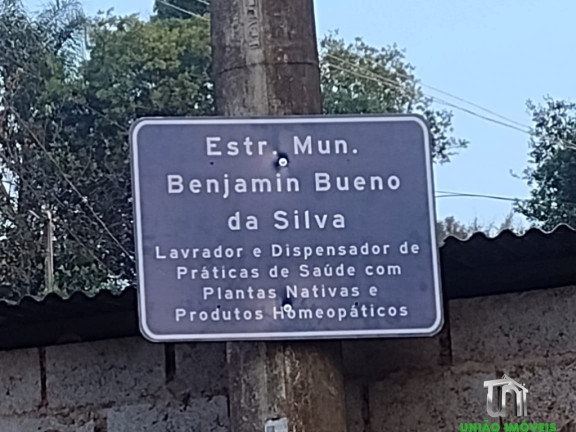 Estr. Mun.
Benjamin Bueno
da Silva
Lavrador e Dispensador de
Práticas de Saúde com
Plantas Nativas e
Produtos Homeopáticos
UNIÃO IMÓVEIS